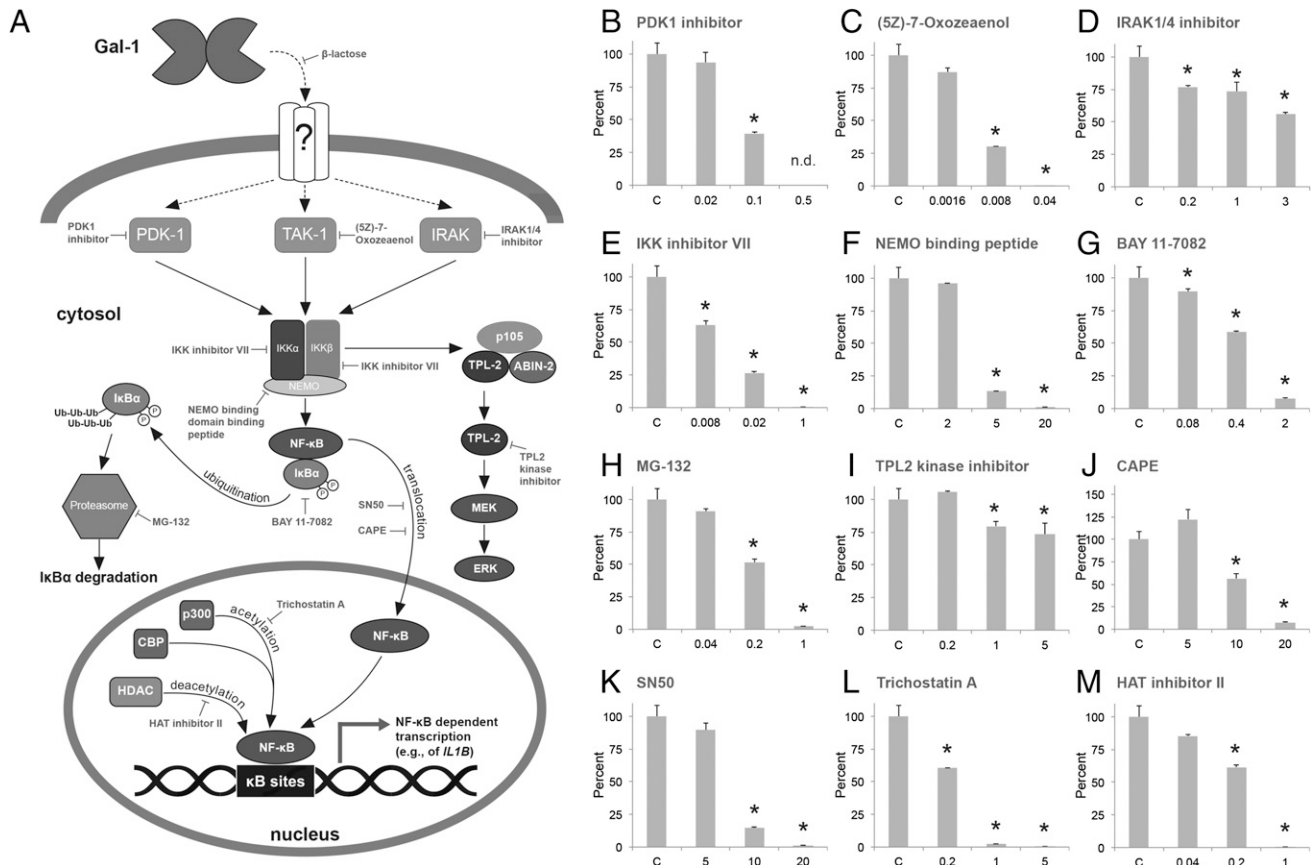 A
Gal-1
β-lactose
?
PDK1
inhibitor
PDK-1
TAK-1
(5Z)-7-
Oxozeaenol
IRAK
IRAK1/4
inhibitor
cytosol
IKK inhibitor VII
IKKα
IKKβ
IKK inhibitor VII
NEMO
NEMO binding
domain binding
peptide
p105
TPL-2
ABIN-2
TPL-2
TPL2
kinase
inhibitor
MEK
ERK
IκBα
P
P
Ub-Ub-Ub
Ub-Ub-Ub
ubiquitination
NF-κB
IκBα
P
P
BAY 11-7082
translocation
SN50
CAPE
Proteasome
MG-132
IκBα degradation
p300
acetylation
Trichostatin A
CBP
HDAC
deacetylation
HAT inhibitor II
NF-κB
NF-κB
NF-κB dependent
transcription
(e.g., of IL1B)
κB sites
nucleus
B PDK1 inhibitor
Percent
100
75
50
25
0
*
n.d.
C 0.02 0.1 0.5
C (5Z)-7-Oxozeaenol
Percent
100
75
50
25
0
* *
C 0.0016 0.008 0.04
D IRAK1/4 inhibitor
Percent
100
75
50
25
0
* * *
C 0.2 1 3
E IKK inhibitor VII
Percent
100
75
50
25
0
* * *
C 0.008 0.02 1
F NEMO binding peptide
Percent
100
75
50
25
0
* *
C 2 5 20
G BAY 11-7082
Percent
100
75
50
25
0
* * *
C 0.08 0.4 2
H MG-132
Percent
100
75
50
25
0
* *
C 0.04 0.2 1
I TPL2 kinase inhibitor
Percent
100
75
50
25
0
* *
C 0.2 1 5
J CAPE
Percent
150
125
100
75
50
25
0
* *
C 5 10 20
K SN50
Percent
100
75
50
25
0
* *
C 5 10 20
L Trichostatin A
Percent
100
75
50
25
0
* * *
C 0.2 1 5
M HAT inhibitor II
Percent
100
75
50
25
0
* *
C 0.04 0.2 1